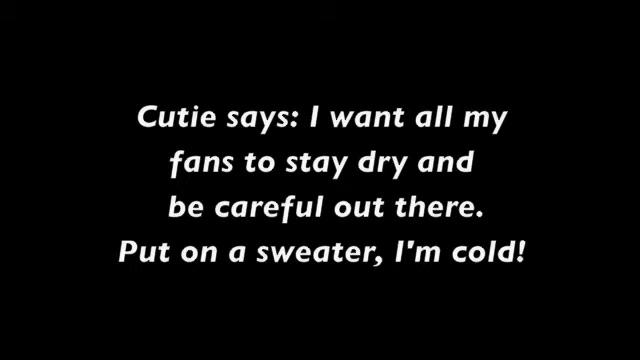 Cutie says: I want all my
fans to stay dry and
be careful out there.
Put on a sweater, I'm cold!